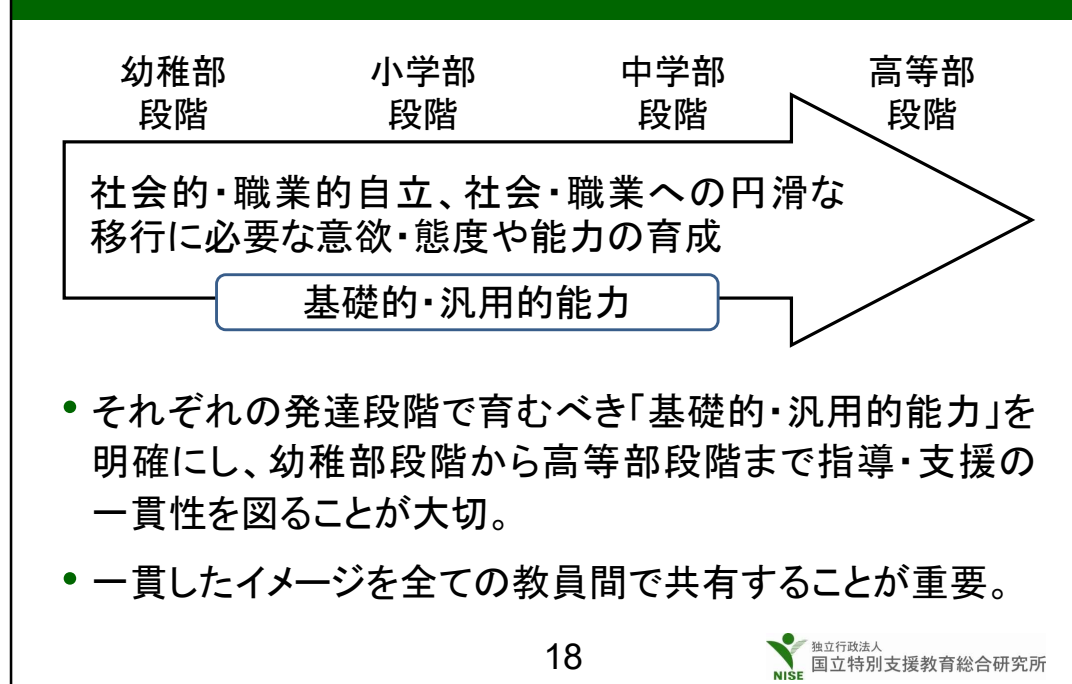 幼稚部 小学部 中学部 高等部
段階 段階 段階 段階
社会的・職業的自立、社会・職業への円滑な
移行に必要な意欲・態度や能力の育成
基礎的・汎用的能力
• それぞれの発達段階で育むべき「基礎的・汎用的能力」を
明確にし、幼稚部段階から高等部段階まで指導・支援の
一貫性を図ることが大切。
• 一貫したイメージを全ての教員間で共有することが重要。
18
NISE
独立行政法人
国立特別支援教育総合研究所